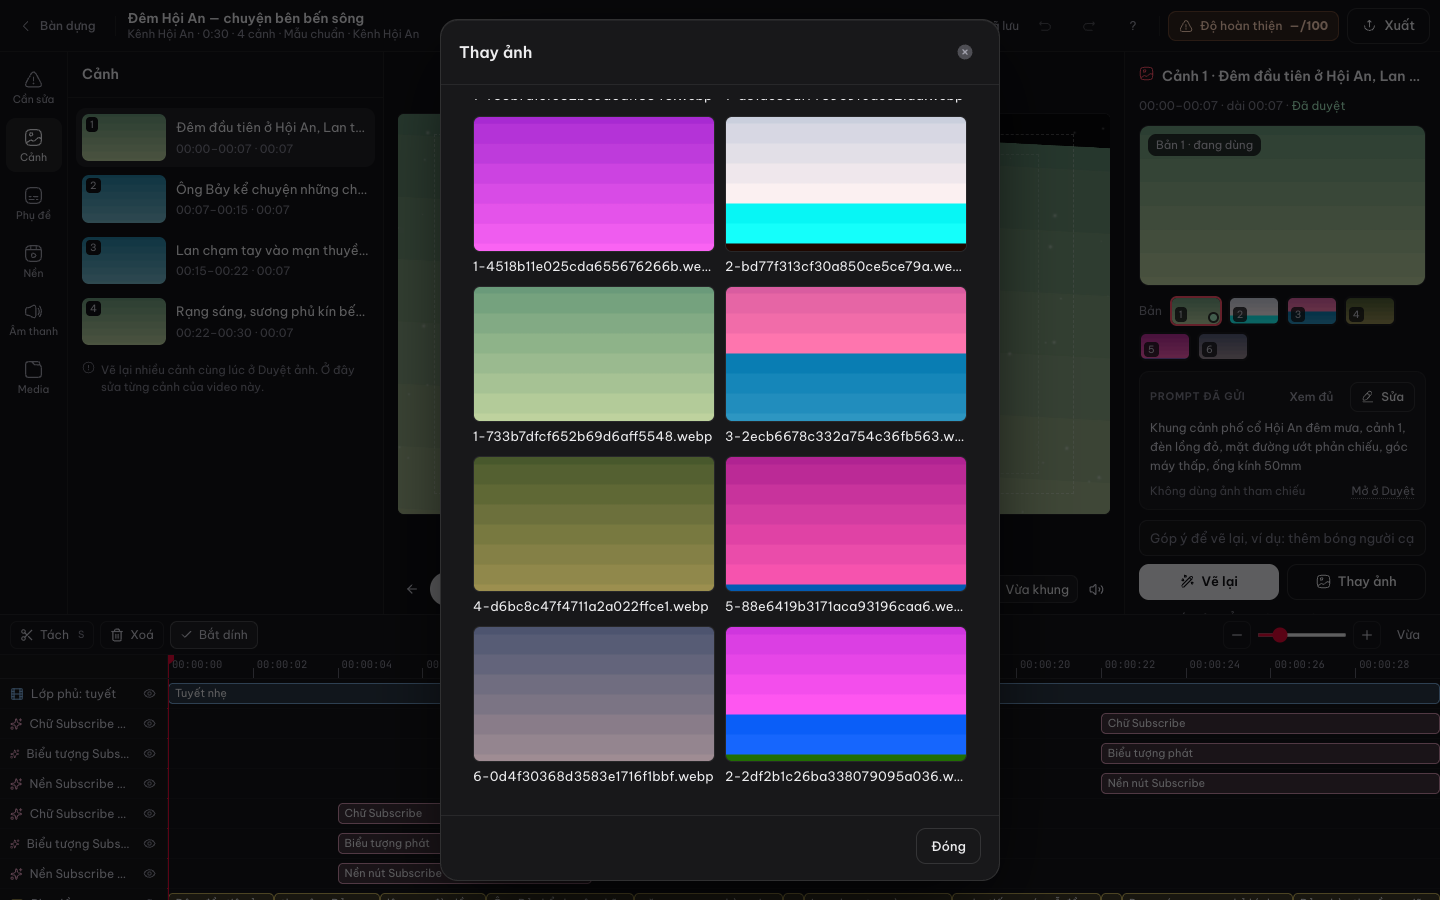 Bàn dựng
Đêm Hội An — chuyện bên bến sông
Kênh Hội An · 0:30 · 4 cảnh · Mẫu chuẩn · Kênh Hội An
lưu
?
Độ hoàn thiện —/100
Xuất
Cần sửa
Cảnh
Phụ đề
Nền
Âm thanh
Media
Cảnh
1
Đêm đầu tiên ở Hội An, Lan t...
00:00–00:07 · 00:07
2
Ông Bảy kể chuyện những ch...
00:07–00:15 · 00:07
3
Lan chạm tay vào mạn thuyề...
00:15–00:22 · 00:07
4
Rạng sáng, sương phủ kín bế...
00:22–00:30 · 00:07
Vẽ lại nhiều cảnh cùng lúc ở Duyệt ảnh. Ở đây
sửa từng cảnh của video này.
Thay ảnh
1-4518b11e025cda655676266b.we...
2-bd77f313cf30a850ce5ce79a.we...
1-733b7dfcf652b69d6aff5548.webp
3-2ecb6678c332a754c36fb563.w...
4-d6bc8c47f4711a2a022ffce1.webp
5-88e6419b3171aca93196caa6.we...
6-0d4f30368d3583e1716f1bbf.webp
2-2df2b1c26ba338079095a036.w...
Đóng
Cảnh 1 · Đêm đầu tiên ở Hội An, Lan ...
00:00–00:07 · dài 00:07 · Đã duyệt
Bản 1 · đang dùng
Bản
1
2
3
4
5
6
PROMPT ĐÃ GỬI
Xem đủ
Sửa
Khung cảnh phố cổ Hội An đêm mưa, cảnh 1,
đèn lồng đỏ, mặt đường ướt phản chiếu, góc
máy thấp, ống kính 50mm
Không dùng ảnh tham chiếu
Mở ở Duyệt
Góp ý để vẽ lại, ví dụ: thêm bóng người cạ
Vẽ lại
Thay ảnh
Vừa khung
Tách S
Xoá
Bắt dính
Vừa
00:00:00
00:00:02
00:00:04
00:00:20
00:00:22
00:00:24
00:00:26
00:00:28
Lớp phủ: tuyết
Tuyết nhẹ
Chữ Subscribe ...
Chữ Subscribe
Biểu tượng Subs...
Biểu tượng phát
Nền Subscribe ...
Nền nút Subscribe
Chữ Subscribe ...
Chữ Subscribe
Biểu tượng Subs...
Biểu tượng phát
Nền Subscribe ...
Nền nút Subscribe